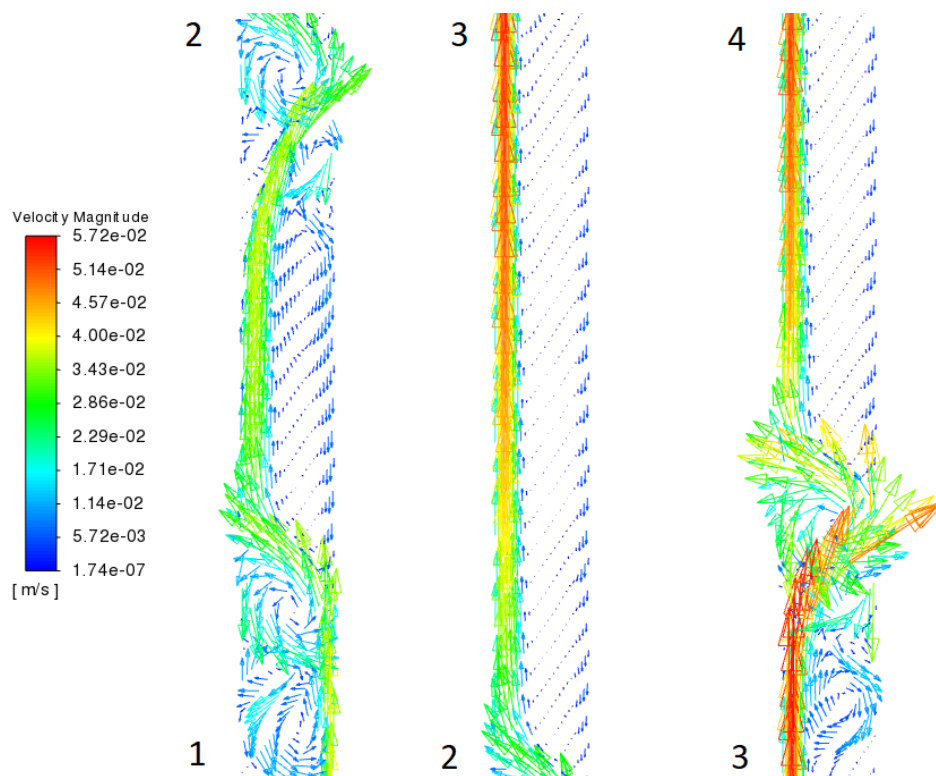 2
3
4
Velocity Magnitude
5.72e-02
5.14e-02
4.57e-02
4.00e-02
3.43e-02
2.86e-02
2.29e-02
1.71e-02
1.14e-02
5.72e-03
1.74e-07
[ m/s ]
1
2
3